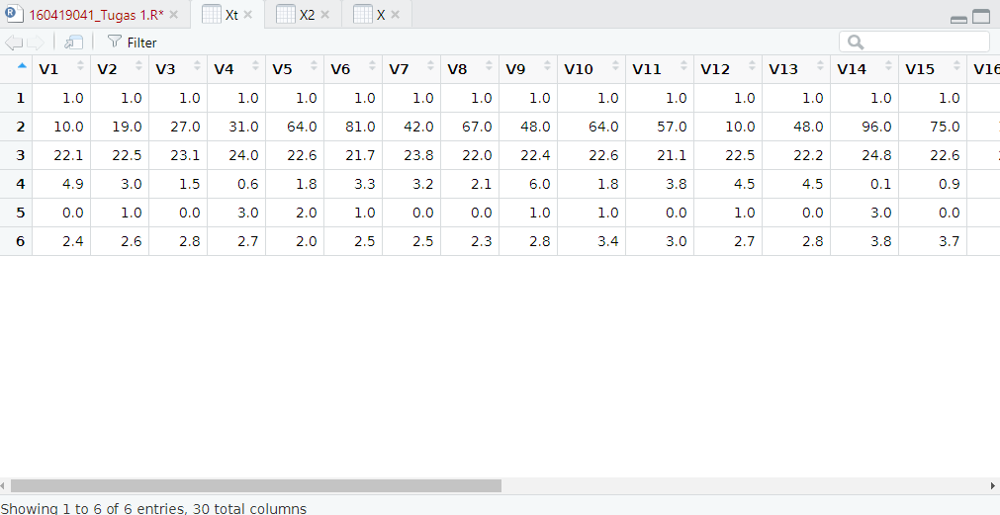 160419041_Tugas 1.R* Xt X2 X
Filter
V1 V2 V3 V4 V5 V6 V7 V8 V9 V10 V11 V12 V13 V14 V15 V16
1 1.0 1.0 1.0 1.0 1.0 1.0 1.0 1.0 1.0 1.0 1.0 1.0 1.0 1.0 1.0
2 10.0 19.0 27.0 31.0 64.0 81.0 42.0 67.0 48.0 64.0 57.0 10.0 48.0 96.0 75.0
3 22.1 22.5 23.1 24.0 22.6 21.7 23.8 22.0 22.4 22.6 21.1 22.5 22.2 24.8 22.6
4 4.9 3.0 1.5 0.6 1.8 3.3 3.2 2.1 6.0 1.8 3.8 4.5 4.5 0.1 0.9
5 0.0 1.0 0.0 3.0 2.0 1.0 0.0 0.0 1.0 1.0 0.0 1.0 0.0 3.0 0.0
6 2.4 2.6 2.8 2.7 2.0 2.5 2.5 2.3 2.8 3.4 3.0 2.7 2.8 3.8 3.7
Showing 1 to 6 of 6 entries, 30 total columns